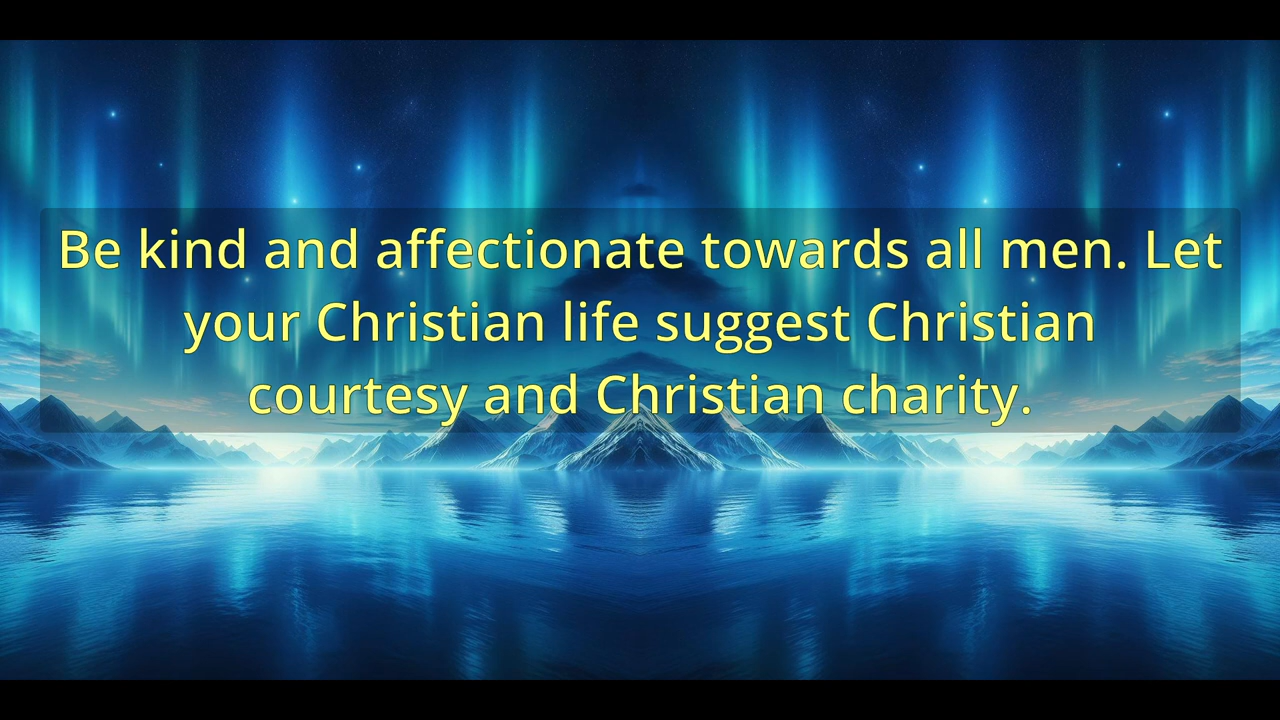 Be kind and affectionate towards all men. Let
your Christian life suggest Christian
courtesy and Christian charity.